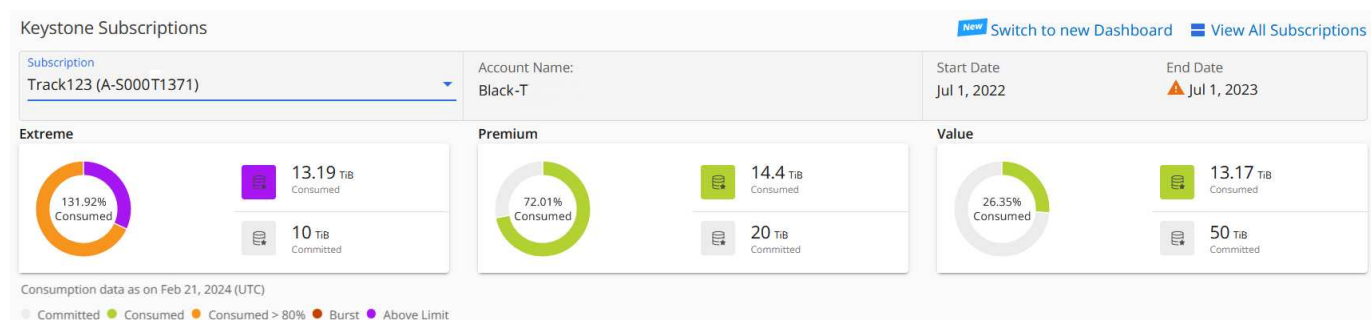 Keystone Subscriptions
New Switch to new Dashboard View All Subscriptions
Subscription
Track123 (A-S000T1371)
Account Name:
Black-T
Start Date
Jul 1, 2022
End Date
Jul 1, 2023
Extreme
131.92%
Consumed
13.19 TiB
Consumed
10 TiB
Committed
Premium
72.01%
Consumed
14.4 TiB
Consumed
20 TiB
Committed
Value
26.35%
Consumed
13.17 TiB
Consumed
50 TiB
Committed
Consumption data as on Feb 21, 2024 (UTC)
Committed Consumed Consumed > 80% Burst Above Limit